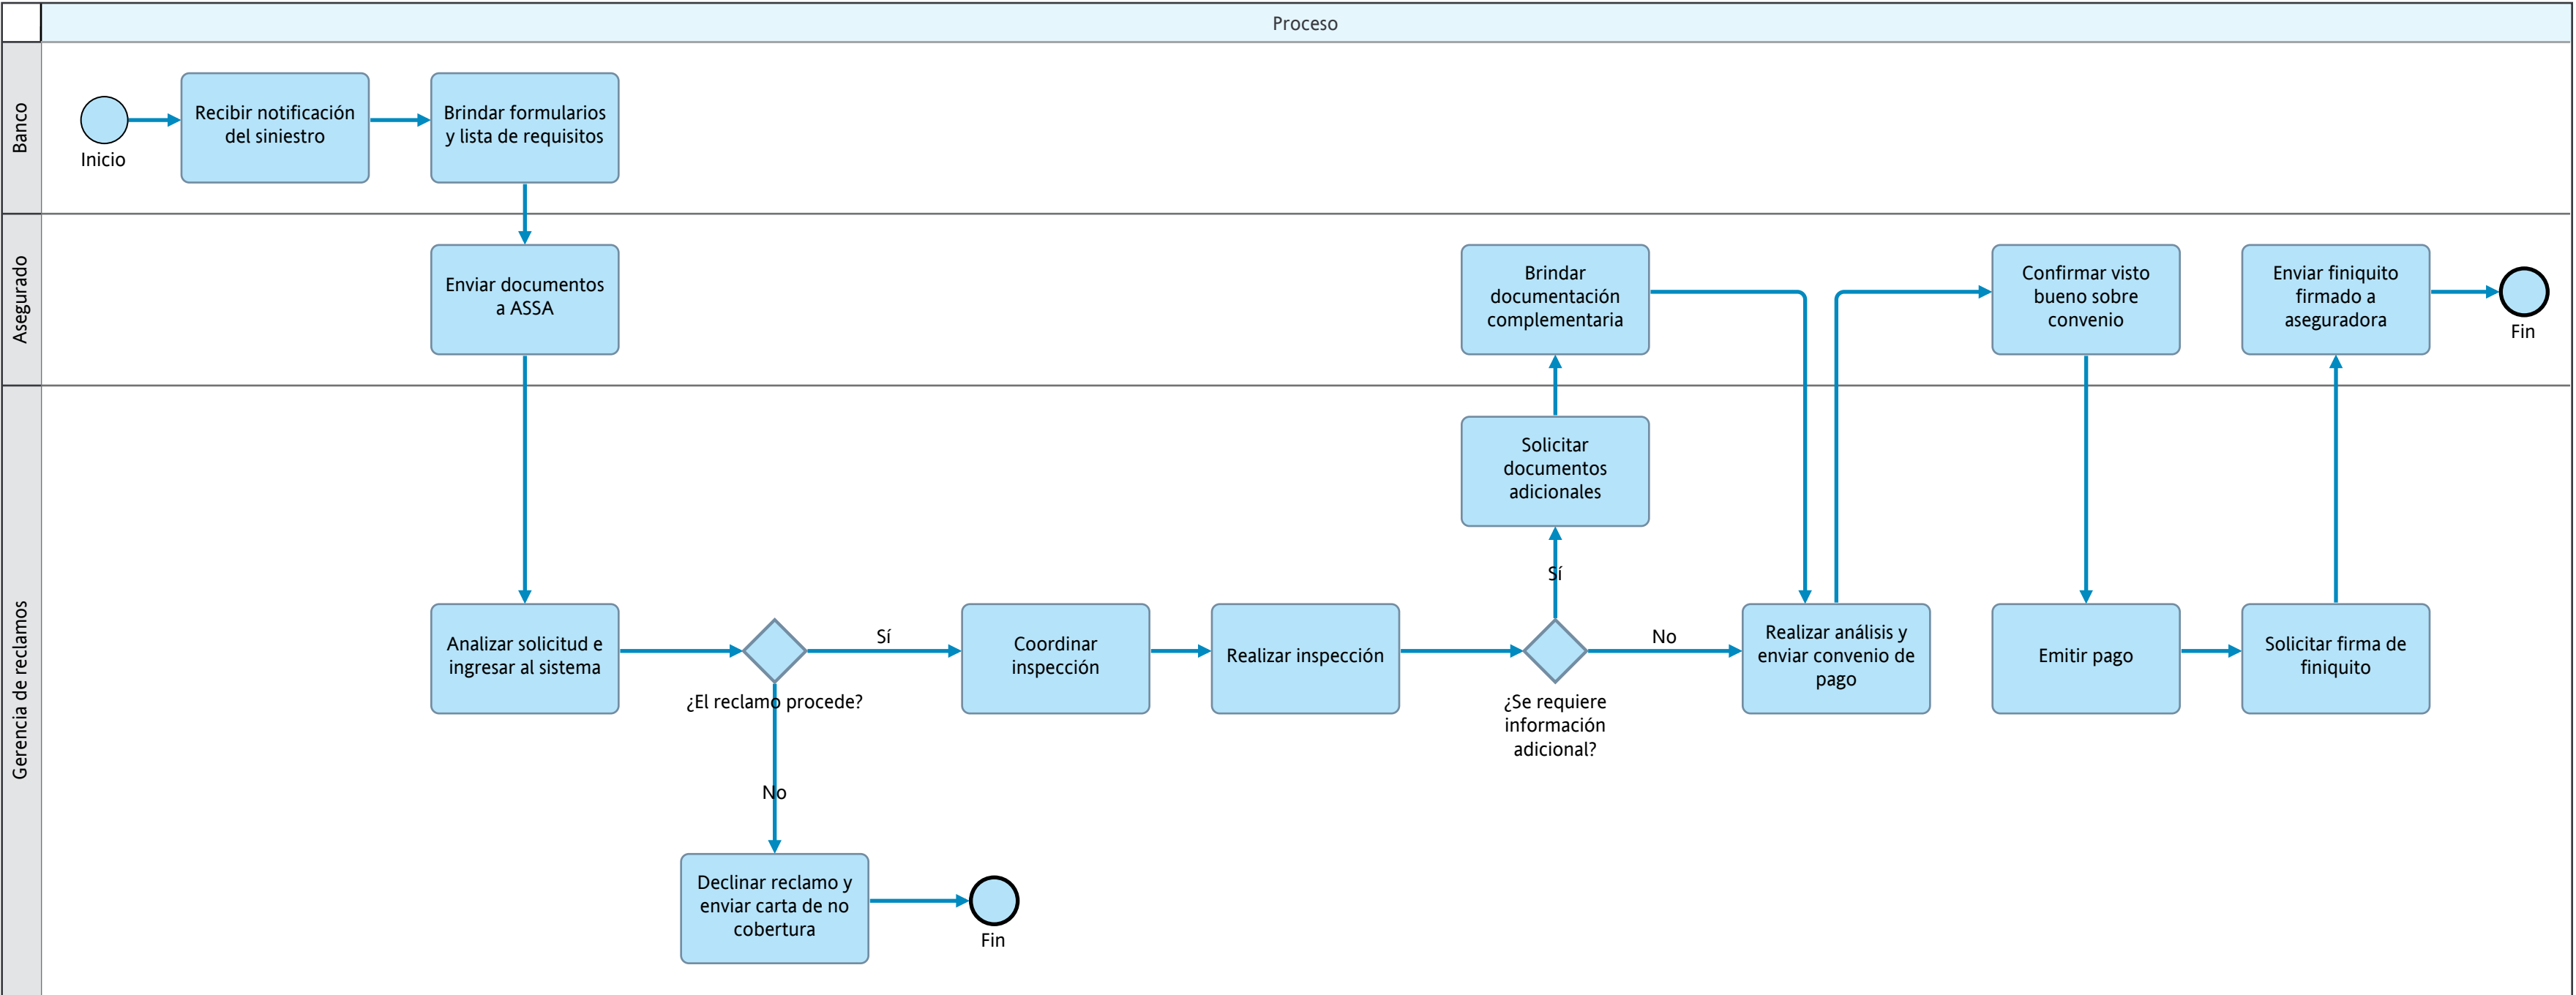 Proceso
Banco
Inicio
Recibir notificación
del siniestro
Brindar formularios
y lista de requisitos
Asegurado
Enviar documentos
a ASSA
Brindar
documentación
complementaria
Confirmar visto
bueno sobre
convenio
Enviar finiquito
firmado a
aseguradora
Fin
Gerencia de reclamos
Solicitar
documentos
adicionales
Sí
Analizar solicitud e
ingresar al sistema
¿El reclamo procede?
Sí
Coordinar
inspección
Realizar inspección
¿Se requiere
información
adicional?
No
Realizar análisis y
enviar convenio de
pago
Emitir pago
Solicitar firma de
finiquito
No
Declinar reclamo y
enviar carta de no
cobertura
Fin